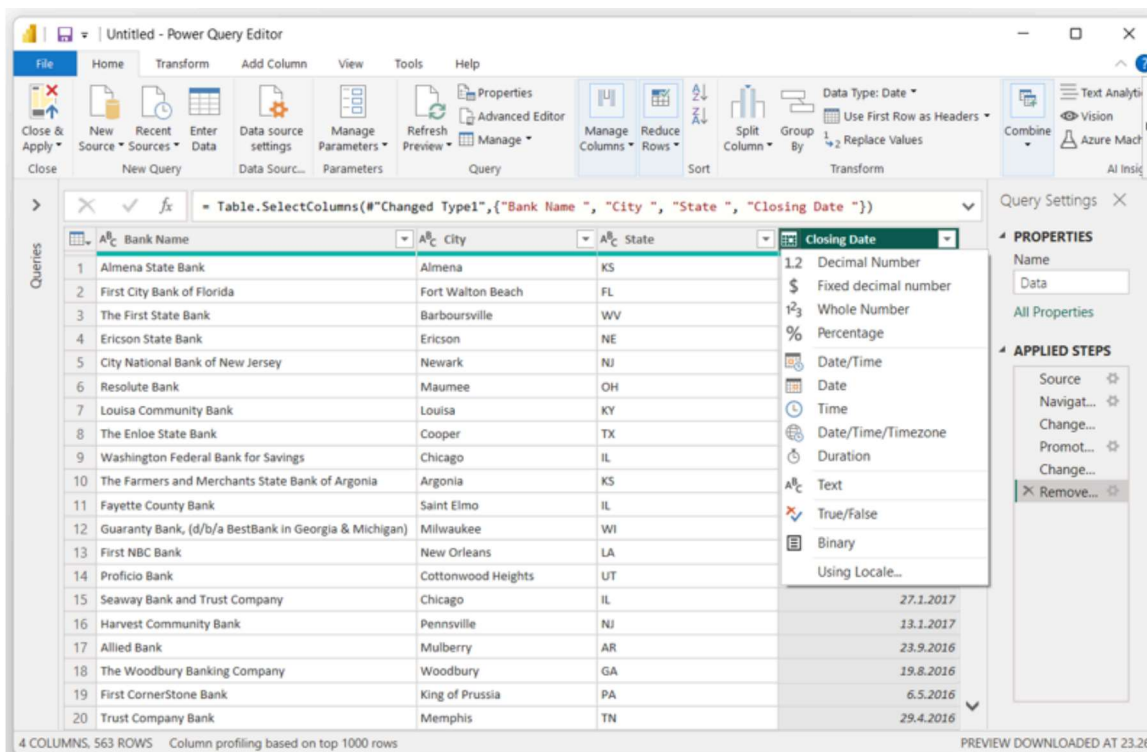 Untitled - Power Query Editor
File Home Transform Add Column View Tools Help
Close & Apply
New Source
Recent Sources
Enter Data
Data source settings
Manage Parameters
Refresh Preview
Properties
Advanced Editor
Manage
Manage Columns
Reduce Rows
Split Column
Group By
Data Type: Date
Use First Row as Headers
Replace Values
Combine
Text Analyti
Vision
Azure Mach
Close
New Query
Data Sourc...
Parameters
Query
Sort
Transform
AI Insig
= Table.SelectColumns(#"Changed Type1",{"Bank Name ", "City ", "State ", "Closing Date "})
Queries
Bank Name City State Closing Date
1 Almena State Bank Almena KS
2 First City Bank of Florida Fort Walton Beach FL
3 The First State Bank Barboursville WV
4 Ericson State Bank Ericson NE
5 City National Bank of New Jersey Newark NJ
6 Resolute Bank Maumee OH
7 Louisa Community Bank Louisa KY
8 The Enloe State Bank Cooper TX
9 Washington Federal Bank for Savings Chicago IL
10 The Farmers and Merchants State Bank of Argonia Argonia KS
11 Fayette County Bank Saint Elmo IL
12 Guaranty Bank, (d/b/a BestBank in Georgia & Michigan) Milwaukee WI
13 First NBC Bank New Orleans LA
14 Proficio Bank Cottonwood Heights UT
15 Seaway Bank and Trust Company Chicago IL 27.1.2017
16 Harvest Community Bank Pennsville NJ 13.1.2017
17 Allied Bank Mulberry AR 23.9.2016
18 The Woodbury Banking Company Woodbury GA 19.8.2016
19 First CornerStone Bank King of Prussia PA 6.5.2016
20 Trust Company Bank Memphis TN 29.4.2016
1.2 Decimal Number
$ Fixed decimal number
123 Whole Number
% Percentage
Date/Time
Date
Time
Date/Time/Timezone
Duration
ABC Text
True/False
Binary
Using Locale...
Query Settings
PROPERTIES
Name
Data
All Properties
APPLIED STEPS
Source
Navigat...
Change...
Promot...
Change...
Remove...
4 COLUMNS, 563 ROWS Column profiling based on top 1000 rows
PREVIEW DOWNLOADED AT 23.2